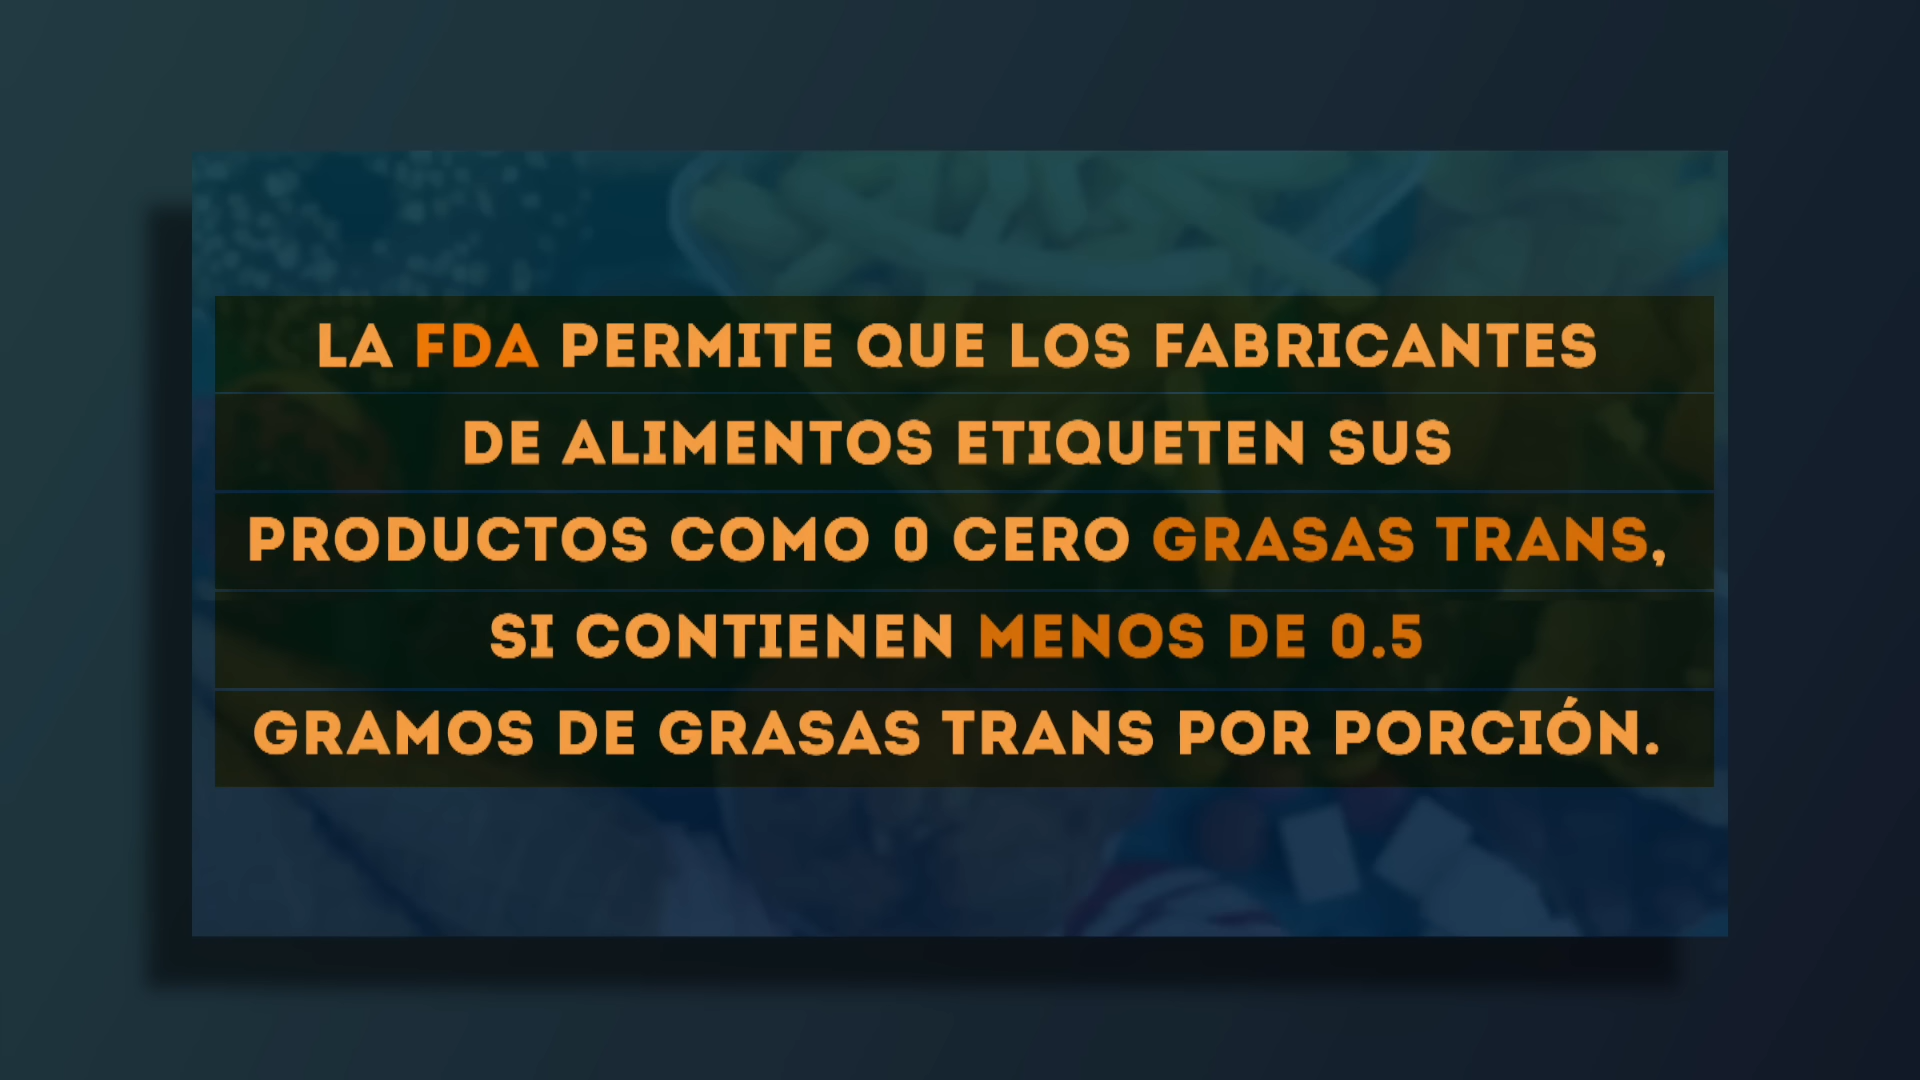 LA FDA PERMITE QUE LOS FABRICANTES
DE ALIMENTOS ETIQUETEN SUS
PRODUCTOS COMO 0 CERO GRASAS TRANS,
SI CONTIENEN MENOS DE 0.5
GRAMOS DE GRASAS TRANS POR PORCIÓN.